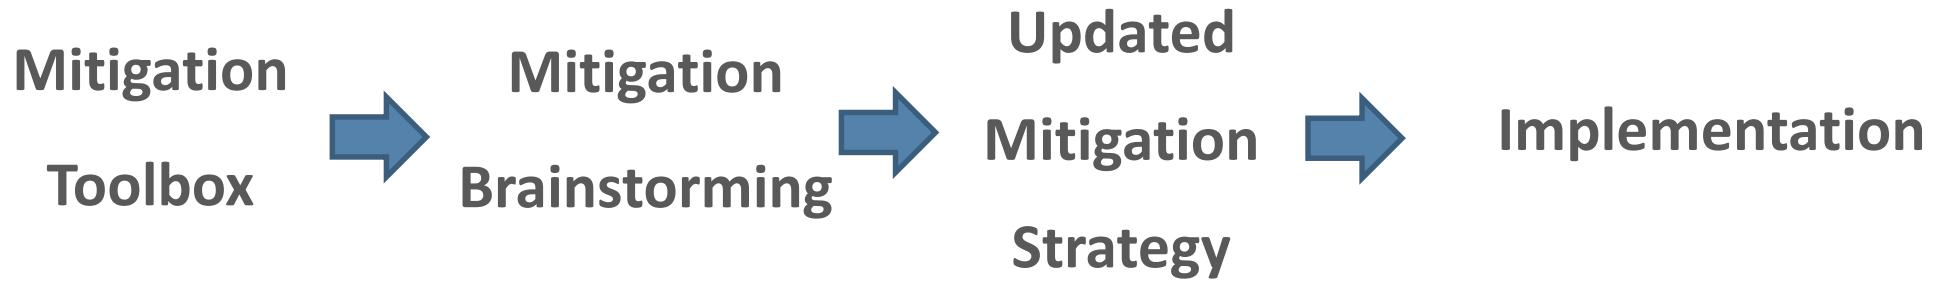 Mitigation
Toolbox
Mitigation
Brainstorming
Updated
Mitigation
Strategy
Implementation